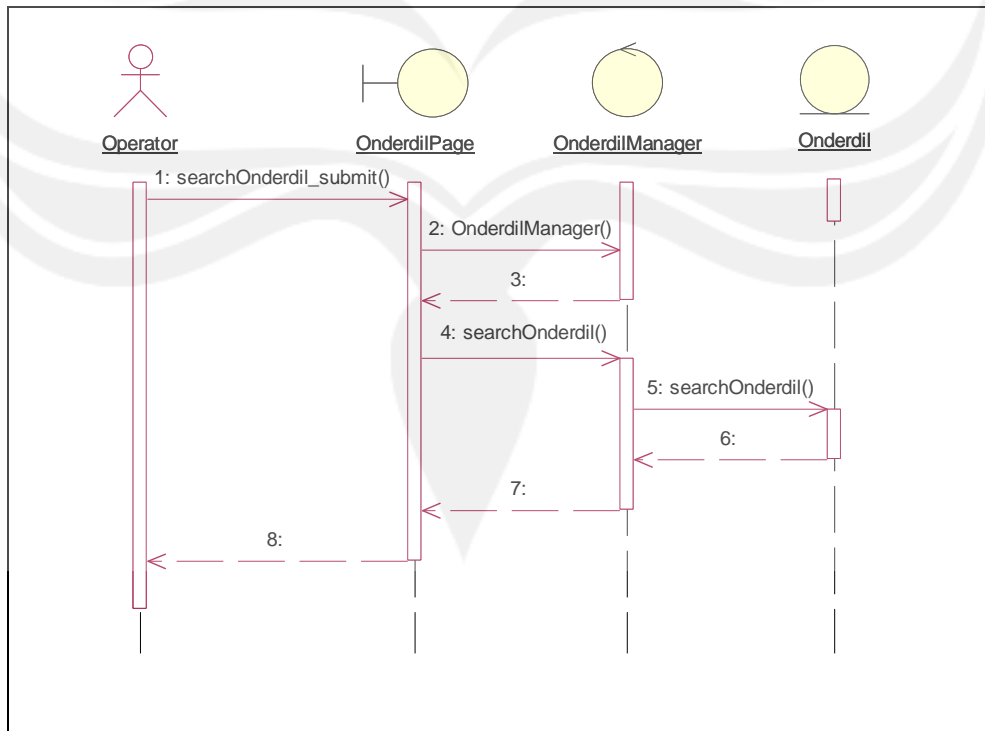 Operator
OnderdilPage
OnderdilManager
Onderdil
1: searchOnderdil_submit()
2: OnderdilManager()
3:
4: searchOnderdil()
5: searchOnderdil()
6:
7:
8: